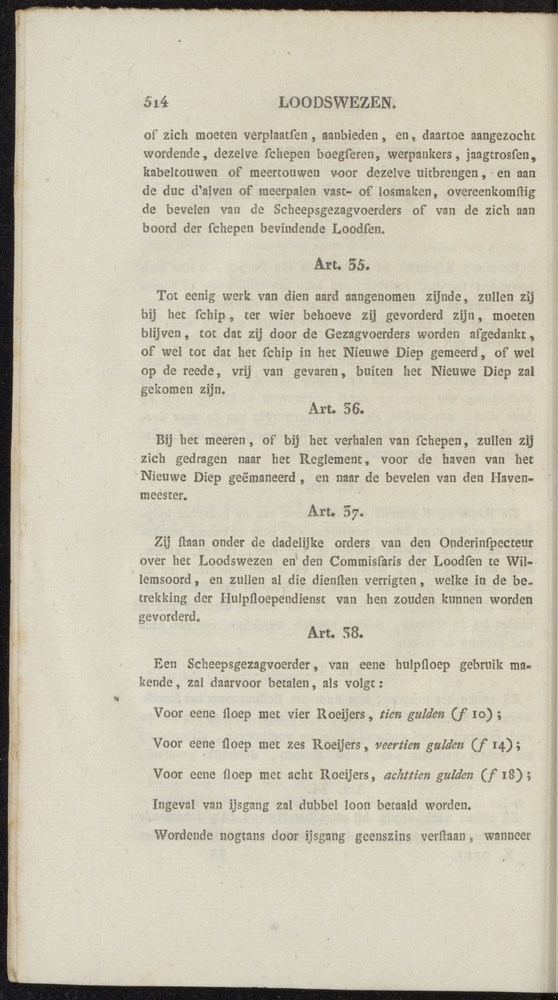 514 LOODSWEZEN.
of zich moeten verplaatſen, aanbieden, en, daartoe aangezocht
wordende, dezelve ſchepen boegſeren, werpankers, jaagtrosſen,
kabeltouwen of meertouwen voor dezelve uitbrengen, en aan
de duc d'alven of meerpalen vast- of losmaken, overeenkomſtig
de bevelen van de Scheepsgezagvoerders of van de zich aan
boord der ſchepen bevindende Loodſen.
Art. 35.
Tot eenig werk van dien aard aangenomen zijnde, zullen zij
bij het ſchip, ter wier behoeve zij gevorderd zijn, moeten
blijven, tot dat zij door de Gezagvoerders worden afgedankt,
of wel tot dat het ſchip in het Nieuwe Diep gemeerd, of wel
op de reede, vrij van gevaren, buiten het Nieuwe Diep zal
gekomen zijn.
Art. 36.
Bij het meeren, of bij het verhalen van ſchepen, zullen zij
zich gedragen naar het Reglement, voor de haven van het
Nieuwe Diep geëmaneerd, en naar de bevelen van den Haven-
meester.
Art. 37.
Zij ſtaan onder de dadelijke orders van den Onderinſpecteur
over het Loodswezen en den Commisſaris der Loodſen te Wil-
lemsoord, en zullen al die dienſten verrigten, welke in de be-
trekking der Hulpſloependienst van hen zouden kunnen worden
gevorderd.
Art. 38.
Een Scheepsgezagvoerder, van eene hulpſloep gebruik ma-
kende, zal daarvoor betalen, als volgt:
Voor eene ſloep met vier Roeijers, tien gulden (f 10);
Voor eene ſloep met zes Roeijers, veertien gulden (f 14);
Voor eene ſloep met acht Roeijers, achttien gulden (f 18);
Ingeval van ijsgang zal dubbel loon betaald worden.
Wordende nogtans door ijsgang geenszins verſtaan, wanneer